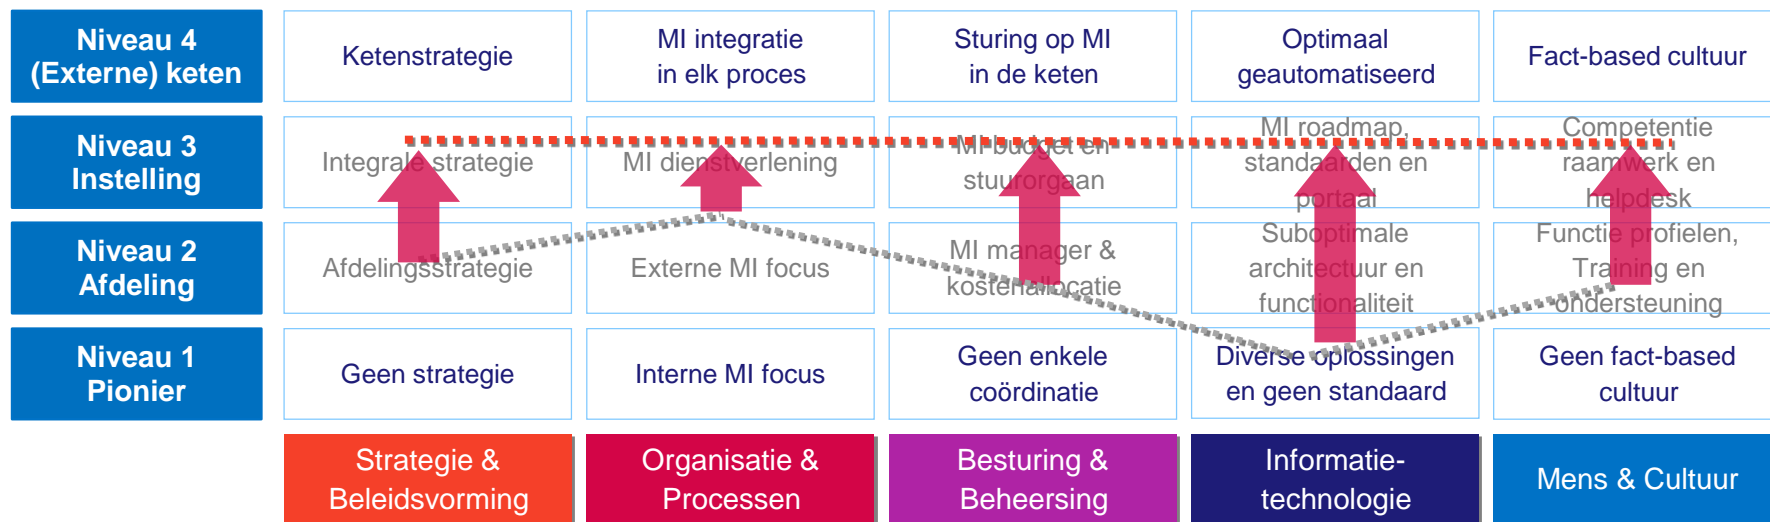 Niveau 4
(Externe) keten
Ketenstrategie
MI integratie
in elk proces
Sturing op MI
in de keten
Optimaal
geautomatiseerd
Fact-based cultuur
Niveau 3
Instelling
Integrale strategie
MI dienstverlening
MI budget en
stuurorgaan
MI roadmap,
standaarden en
portaal
Competentie
raamwerk en
helpdesk
Niveau 2
Afdeling
Afdelingsstrategie
Externe MI focus
MI manager &
kostenallocatie
Suboptimale
architectuur en
functionaliteit
Functie profielen,
Training en
ondersteuning
Niveau 1
Pionier
Geen strategie
Interne MI focus
Geen enkele
coördinatie
Diverse oplossingen
en geen standaard
Geen fact-based
cultuur
Strategie &
Beleidsvorming
Organisatie &
Processen
Besturing &
Beheersing
Informatie-
technologie
Mens & Cultuur